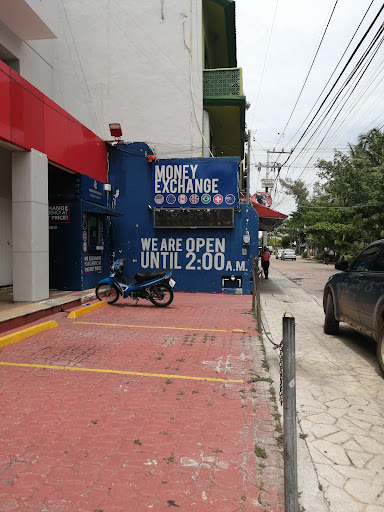 MONEY
EXCHANGE
WE ARE OPEN
UNTIL 2:00 A.M.